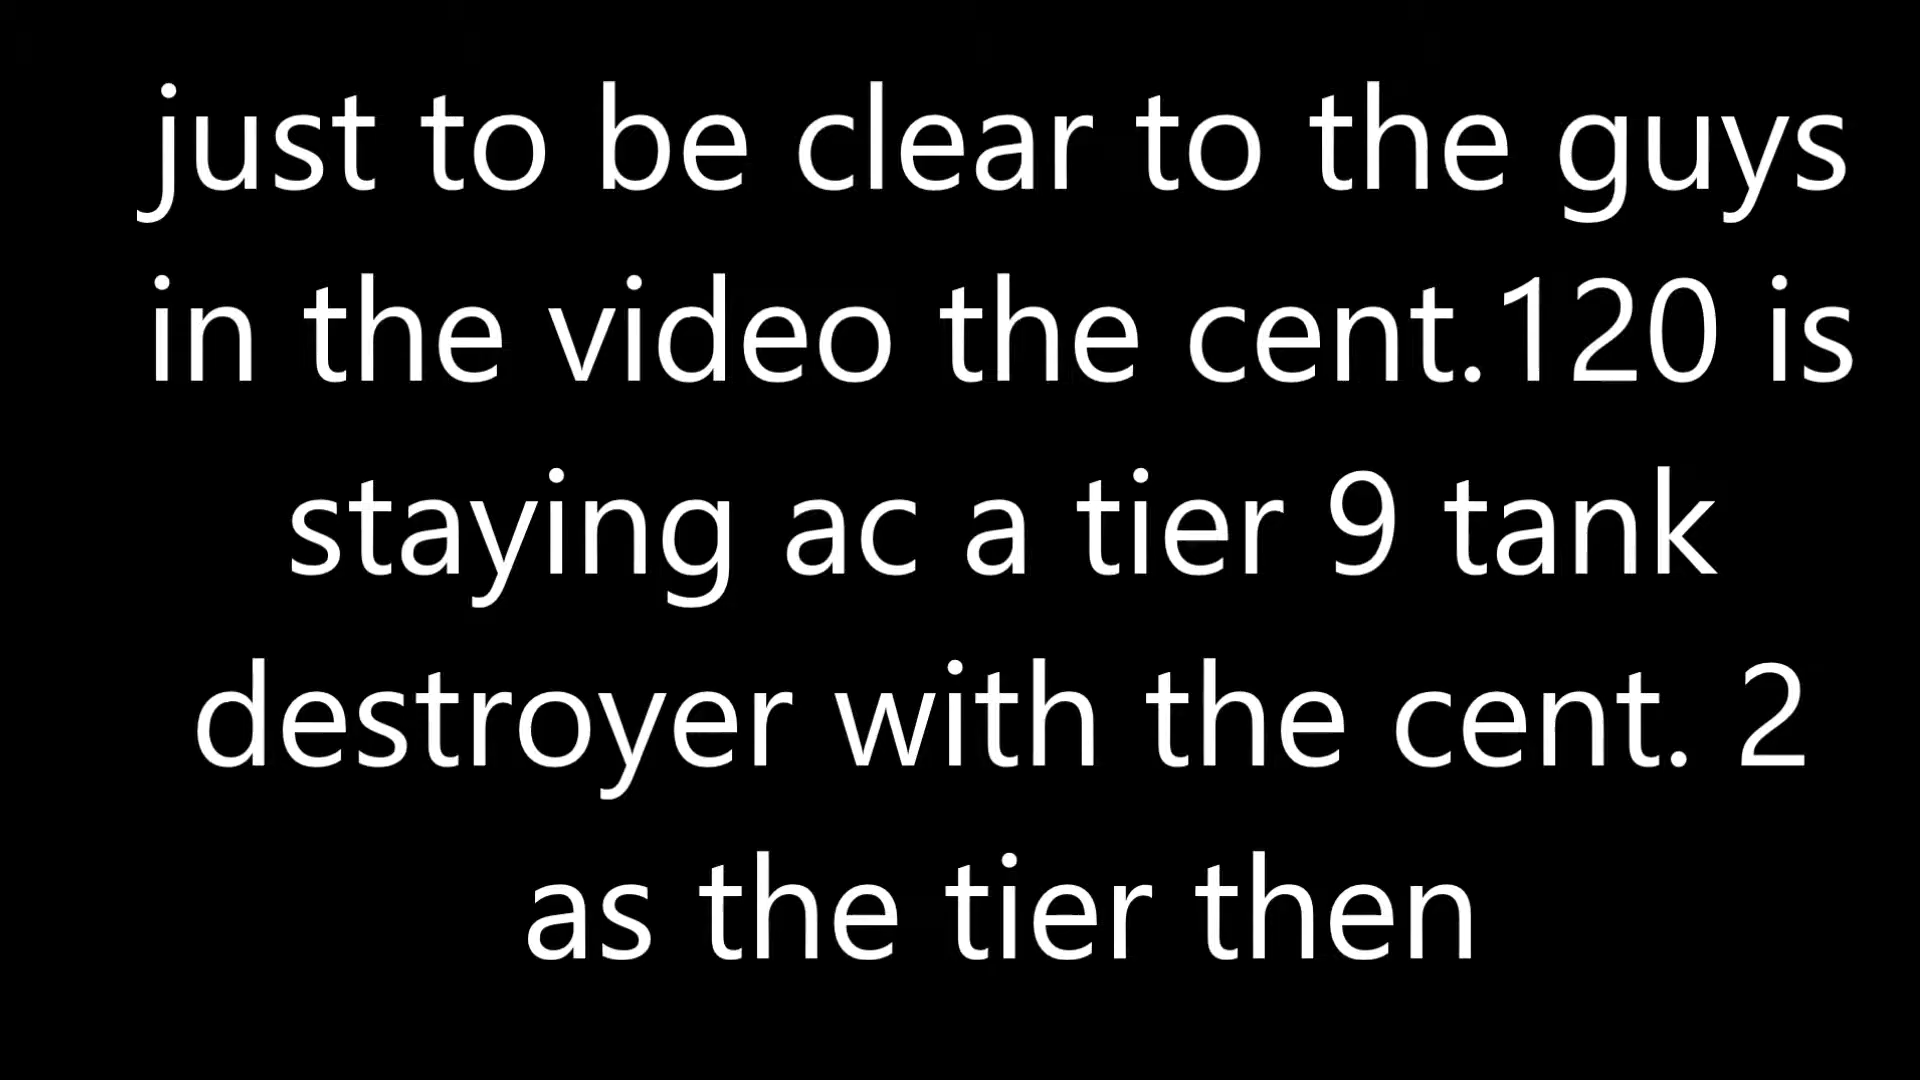 just to be clear to the guys
in the video the cent.120 is
staying ac a tier 9 tank
destroyer with the cent. 2
as the tier then